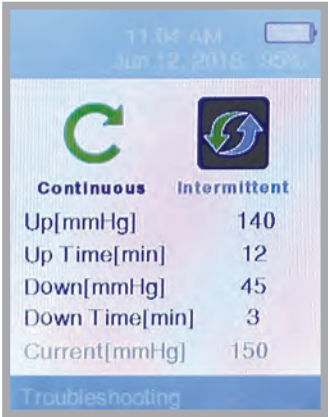 11:04 AM
Jun 12, 2018 95%
Continuous Intermittent
Up[mmHg] 140
Up Time[min] 12
Down[mmHg] 45
Down Time[min] 3
Current[mmHg] 150
Troubleshooting